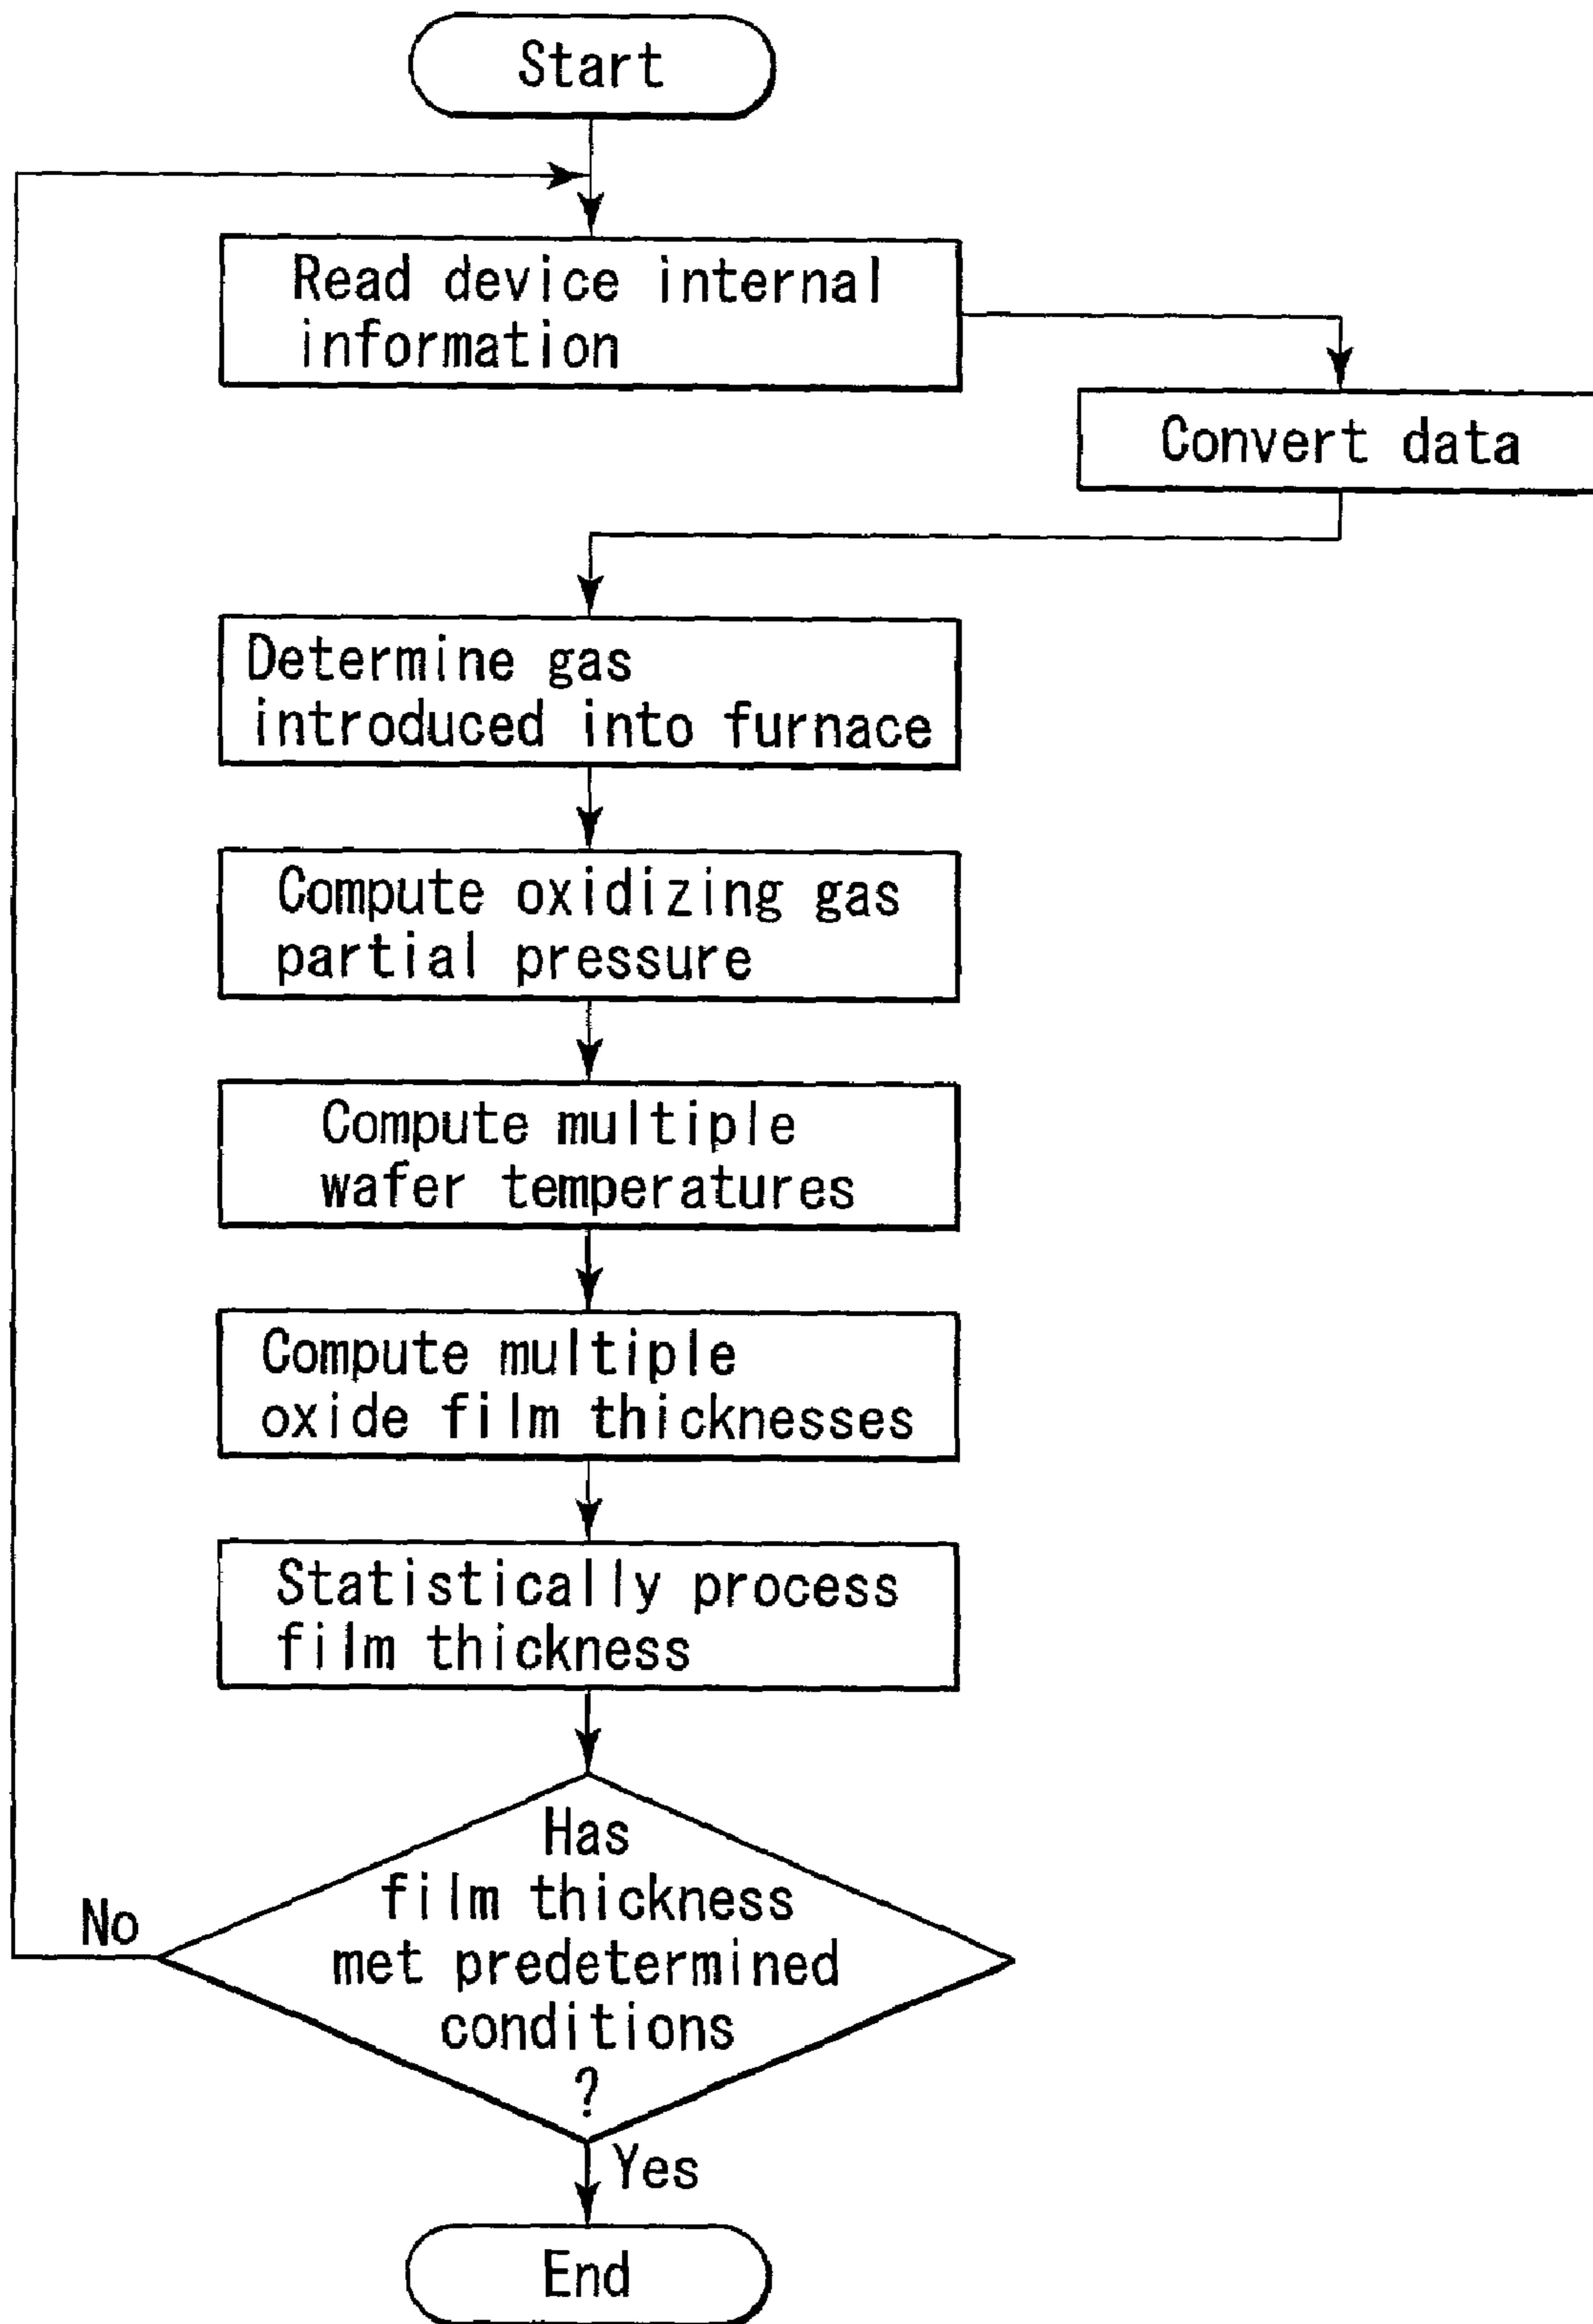 Start
Read device internal
information
Convert data
Determine gas
introduced into furnace
Compute oxidizing gas
partial pressure
Compute multiple
wafer temperatures
Compute multiple
oxide film thicknesses
Statistically process
film thickness
Has
film thickness
met predetermined
conditions
?
No
Yes
End